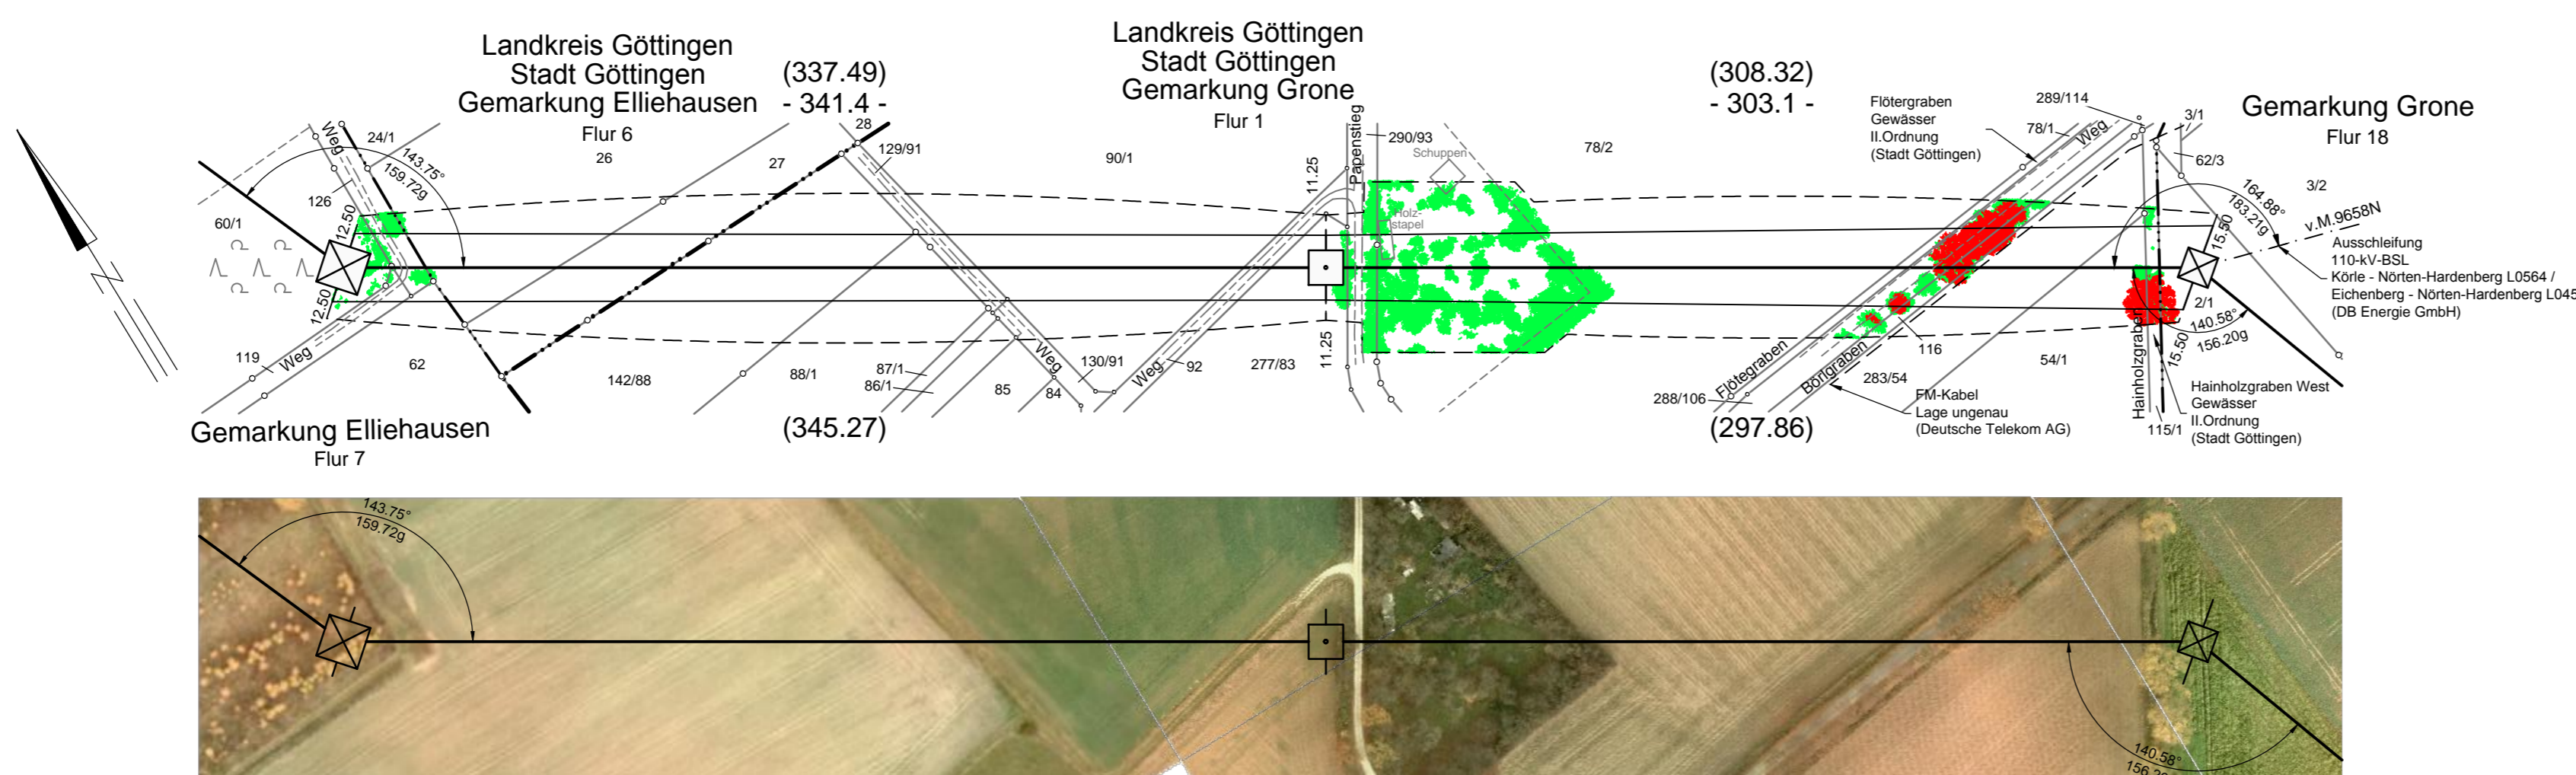 Landkreis Göttingen
Stadt Göttingen
Gemarkung Elliehausen
Flur 6
(337.49)
- 341.4 -
Landkreis Göttingen
Stadt Göttingen
Gemarkung Grone
Flur 1
(308.32)
- 303.1 -
Flötergraben
Gewässer
II.Ordnung
(Stadt Göttingen)
289/114
Gemarkung Grone
Flur 18
Weg
24/1
143.75°
159.72g
126
60/1
12.50
12.50
26
27
28
129/91
90/1
11.25
Papenstieg
290/93
Schuppen
Holz-
stapel
78/2
78/1
Weg
3/1
62/3
3/2
164.88°
183.21g
v.M.9658N
15.50
Ausschleifung
110-kV-BSL
Körle - Nörten-Hardenberg L0564 /
Eichenberg - Nörten-Hardenberg L045
(DB Energie GmbH)
2/1
140.58°
156.20g
15.50
119
Weg
62
142/88
88/1
87/1
86/1
85
84
Weg
130/91
Weg
92
277/83
11.25
Flötegraben
288/106
Börlgraben
116
283/54
54/1
FM-Kabel
Lage ungenau
(Deutsche Telekom AG)
Hainholzgraben
115/1
Hainholzgraben West
Gewässer
II.Ordnung
(Stadt Göttingen)
Gemarkung Elliehausen
Flur 7
(345.27)
(297.86)
143.75°
159.72g
140.58°